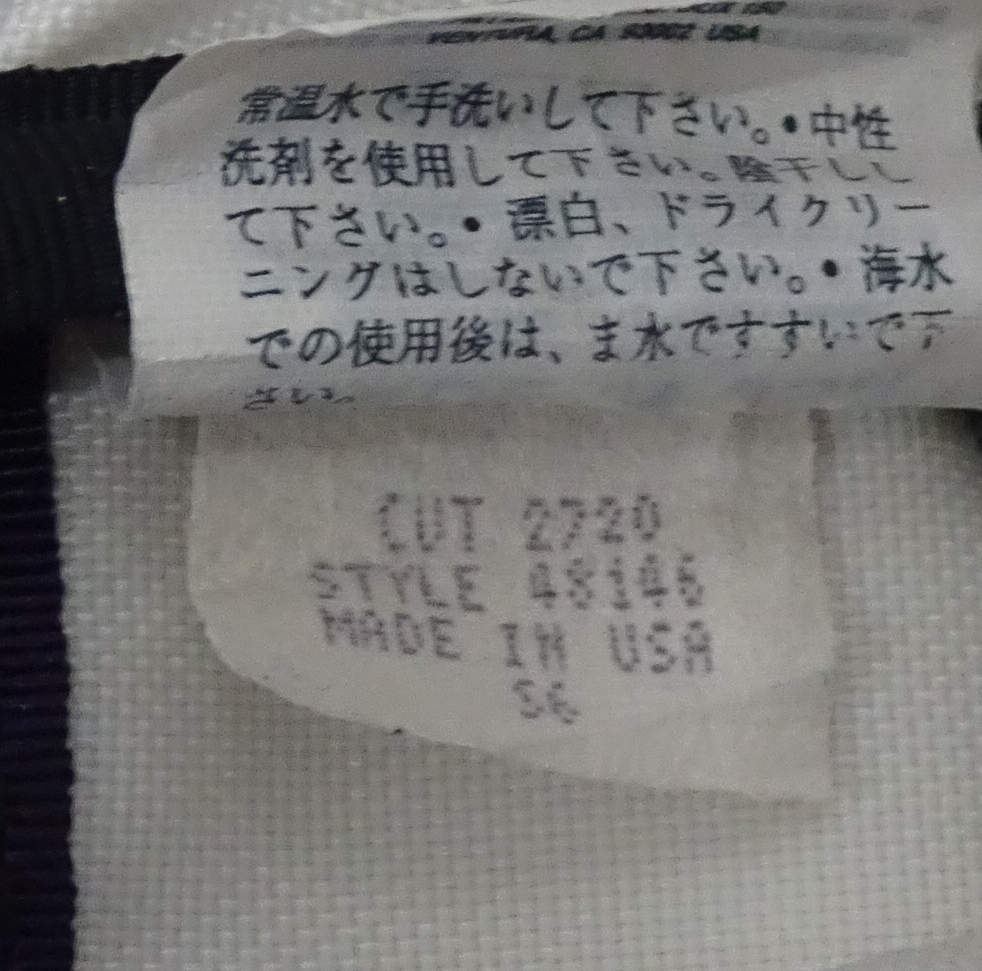 VENTURA, CA 93002 USA
常温水で手洗いして下さい。•中性
洗剤を使用して下さい。陰干しし
て下さい。• 漂白、ドライクリー
ニングはしないで下さい。• 海水
での使用後は、ま水ですすいで下
さい。
CUT 2720
STYLE 48146
MADE IN USA
S6